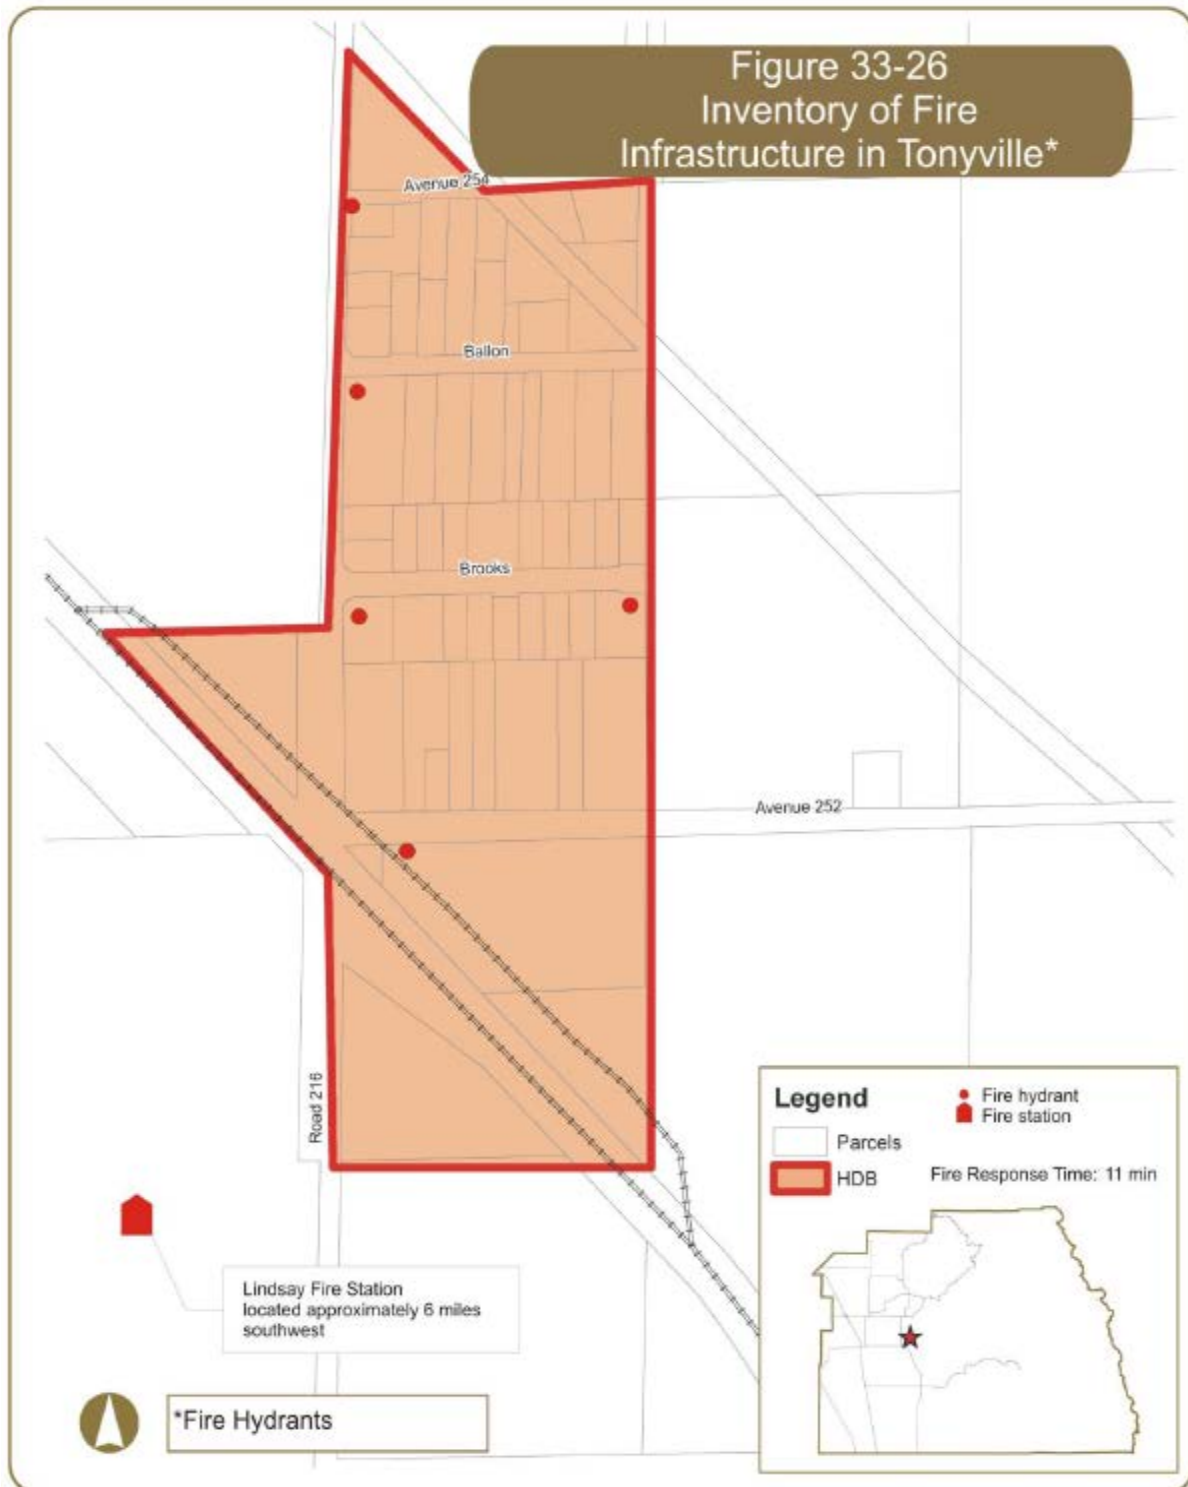 Figure 33-26
Inventory of Fire
Infrastructure in Tonyville*
Avenue 254
Ballon
Brooks
Avenue 252
Road 216
Legend
Fire hydrant
Fire station
Parcels
HDB
Fire Response Time: 11 min
Lindsay Fire Station
located approximately 6 miles
southwest
*Fire Hydrants